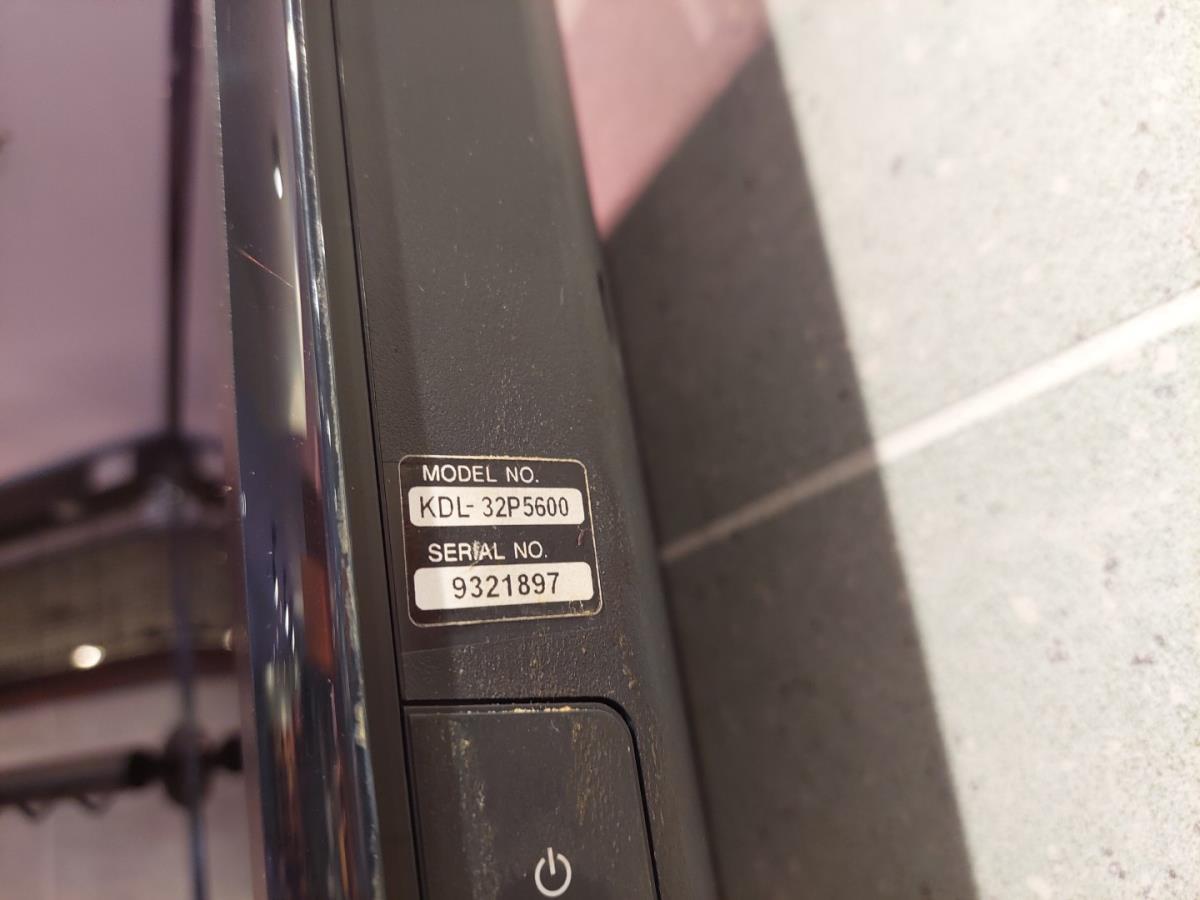 MODEL NO.
KDL- 32P5600
SERIAL NO.
9321897